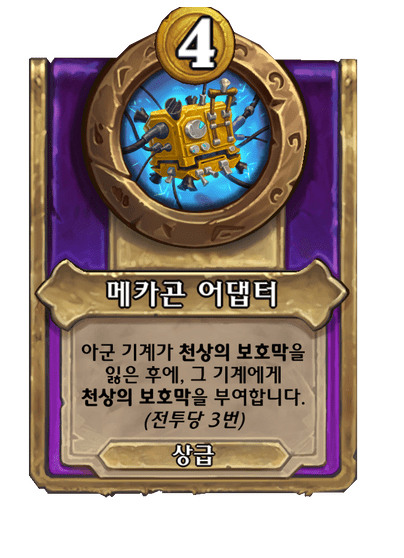 4
메카곤 어댑터
아군 기계가 천상의 보호막을
잃은 후에, 그 기계에게
천상의 보호막을 부여합니다.
(전투당 3번)
상급